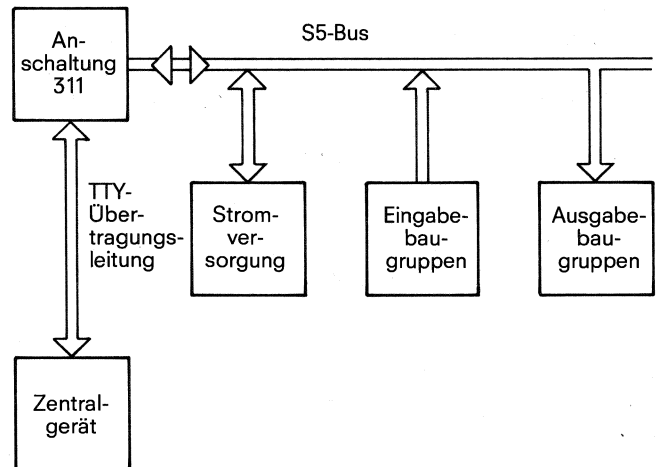 An-
schaltung
311
S5-Bus
TTY-
Über-
tragungs-
leitung
Strom-
ver-
sorgung
Eingabe-
bau-
gruppen
Ausgabe-
bau-
gruppen
Zentral-
gerät